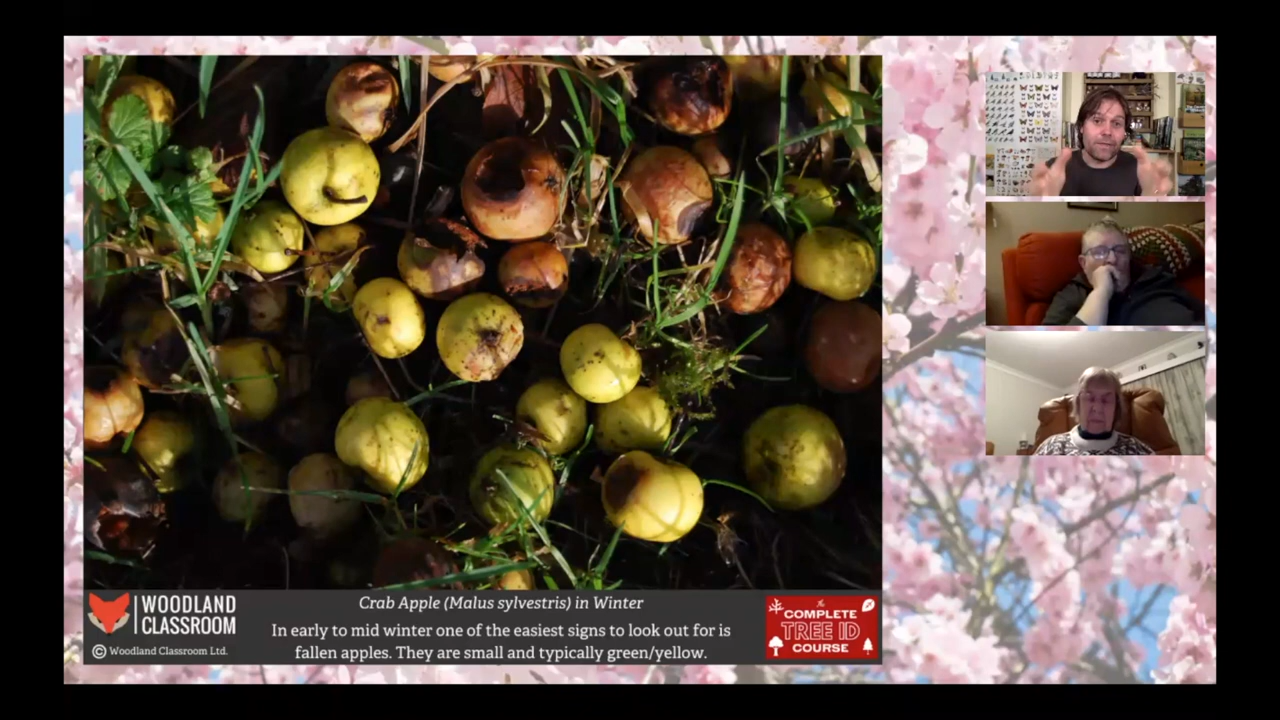 Crab Apple (Malus sylvestris) in Winter
In early to mid winter one of the easiest signs to look out for is
fallen apples. They are small and typically green/yellow.
WOODLAND
CLASSROOM
© Woodland Classroom Ltd.
The
COMPLETE
TREE ID
COURSE